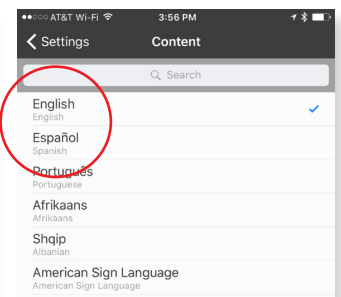 AT&T Wi-Fi 3:56 PM
Settings Content
Search
English
English
Español
Spanish
Português
Portuguese
Afrikaans
Afrikaans
Shqip
Albanian
American Sign Language
American Sign Language